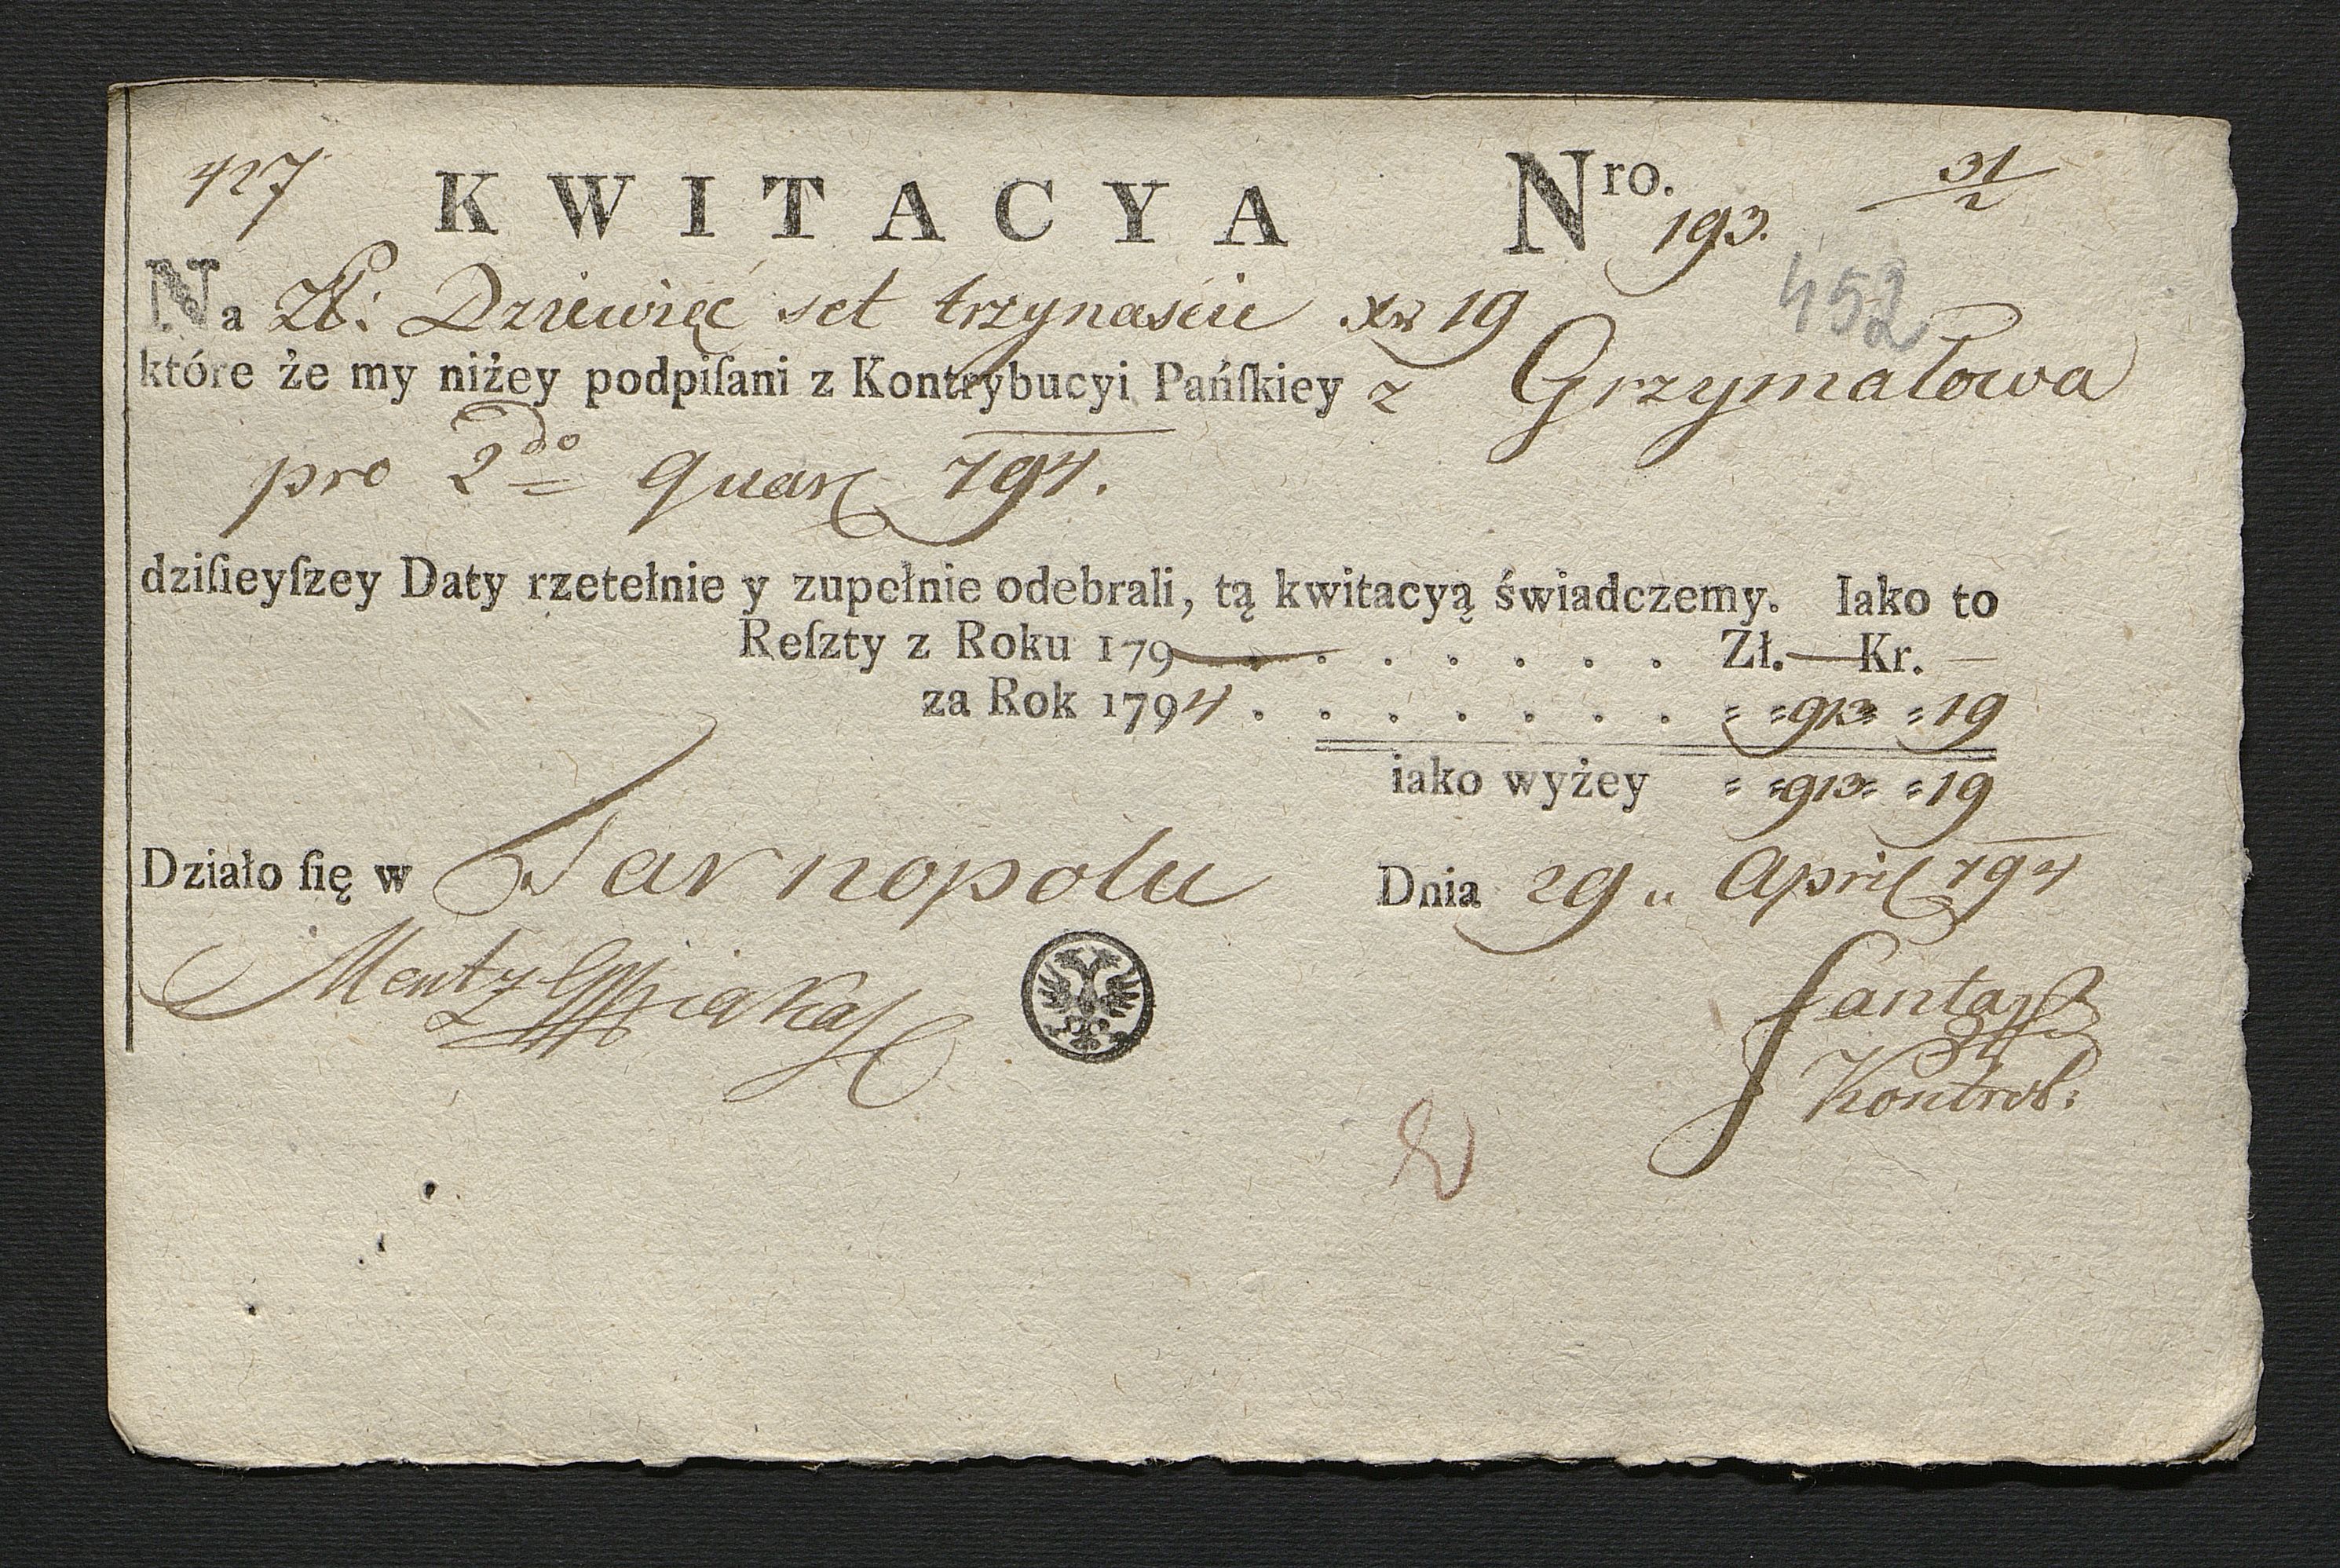 427 KWITACYA Nro. 193. 31/2
452
Na Zł: Dziewięć set trzynaście Xr 19
które że my niżey podpiſani z Kontrybucyi Pańſkiey z Grzymałowa
pro 2do Quar 794.
dziſieyſzey Daty rzetełnie y zupełnie odebrali, tą kwitacyą świadczemy. Iako to
Reſzty z Roku 179— . . . . . . . Zł.— Kr. —
za Rok 1794 . . . . . . . = =913= =19
iako wyżey = =913= =19
Działo ſię w Tarnopolu Dnia 29 April 794
Kontrol: